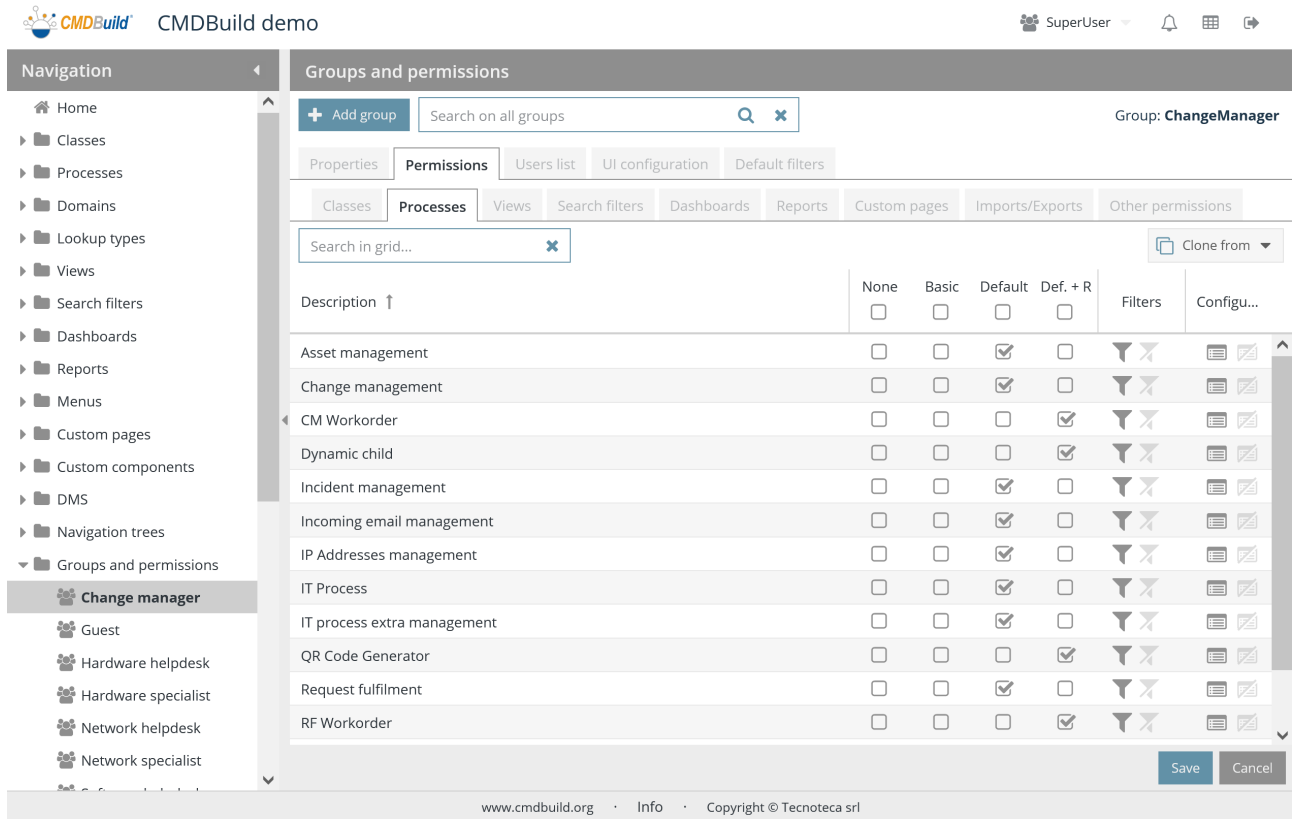 CMDBuild CMDBuild demo SuperUser
Navigation
Home
Classes
Processes
Domains
Lookup types
Views
Search filters
Dashboards
Reports
Menus
Custom pages
Custom components
DMS
Navigation trees
Groups and permissions
Change manager
Guest
Hardware helpdesk
Hardware specialist
Network helpdesk
Network specialist
Groups and permissions
Add group Search on all groups Group: ChangeManager
Properties Permissions Users list UI configuration Default filters
Classes Processes Views Search filters Dashboards Reports Custom pages Imports/Exports Other permissions
Search in grid... Clone from
Description None Basic Default Def. + R Filters Configu...
Asset management
Change management
CM Workorder
Dynamic child
Incident management
Incoming email management
IP Addresses management
IT Process
IT process extra management
QR Code Generator
Request fulfilment
RF Workorder
Save Cancel
www.cmdbuild.org · Info · Copyright © Tecnoteca srl